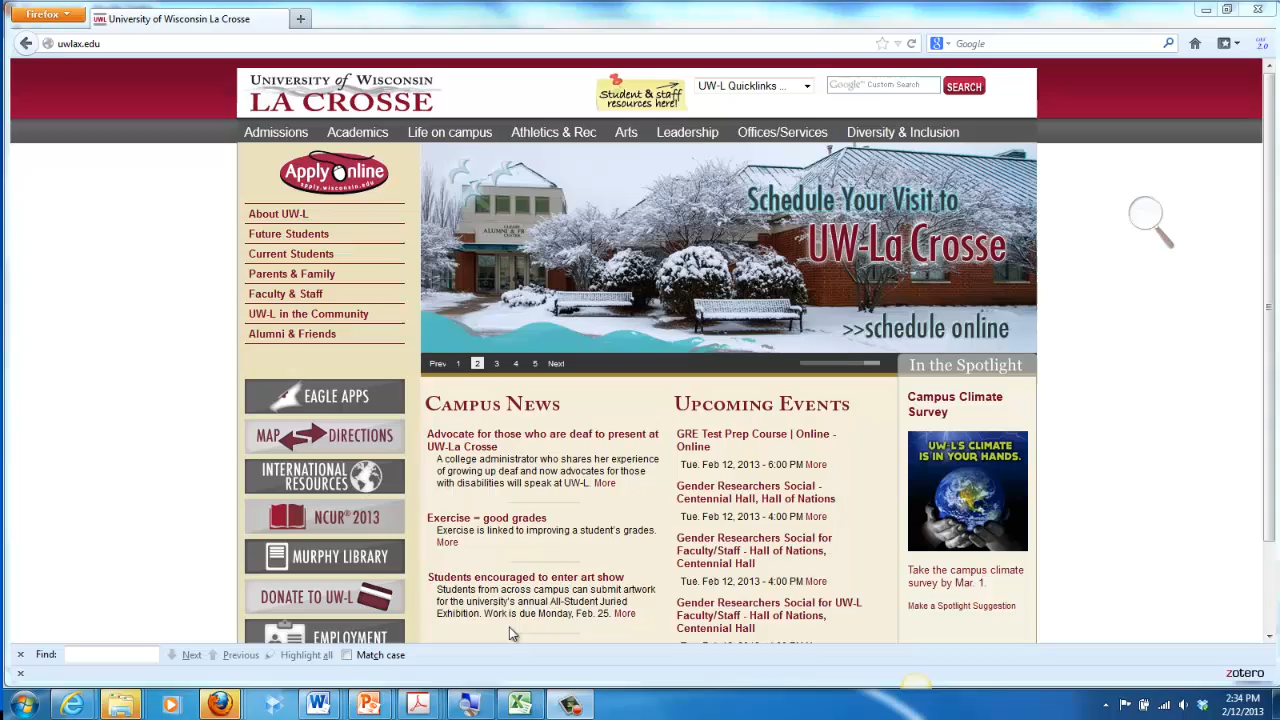 Firefox
University of Wisconsin La Crosse
uwlax.edu
Google
2.0
University of Wisconsin
La Crosse
Student & staff
resources here!
UW-L Quicklinks ...
Google™ Custom Search
SEARCH
Admissions Academics Life on campus Athletics & Rec Arts Leadership Offices/Services Diversity & Inclusion
Apply Online
apply.wisconsin.edu
About UW-L
Future Students
Current Students
Parents & Family
Faculty & Staff
UW-L in the Community
Alumni & Friends
EAGLE APPS
MAP DIRECTIONS
INTERNATIONAL
RESOURCES
NCUR® 2013
MURPHY LIBRARY
DONATE TO UW-L
EMPLOYMENT
Schedule Your Visit to
UW-La Crosse
>>schedule online
Prev 1 2 3 4 5 Next
Campus News
Advocate for those who are deaf to present at
UW-La Crosse
A college administrator who shares her experience
of growing up deaf and now advocates for those
with disabilities will speak at UW-L. More
Exercise = good grades
Exercise is linked to improving a student's grades.
More
Students encouraged to enter art show
Students from across campus can submit artwork
for the university's annual All-Student Juried
Exhibition. Work is due Monday, Feb. 25. More
Upcoming Events
GRE Test Prep Course | Online -
Online
Tue. Feb 12, 2013 - 6:00 PM More
Gender Researchers Social -
Centennial Hall, Hall of Nations
Tue. Feb 12, 2013 - 4:00 PM More
Gender Researchers Social for
Faculty/Staff - Hall of Nations,
Centennial Hall
Tue. Feb 12, 2013 - 4:00 PM More
Gender Researchers Social for UW-L
Faculty/Staff - Hall of Nations,
Centennial Hall
In the Spotlight
Campus Climate
Survey
UW-L'S CLIMATE
IS IN YOUR HANDS.
Take the campus climate
survey by Mar. 1.
Make a Spotlight Suggestion
Find: Next Previous Highlight all Match case
zotero
2:34 PM
2/12/2013